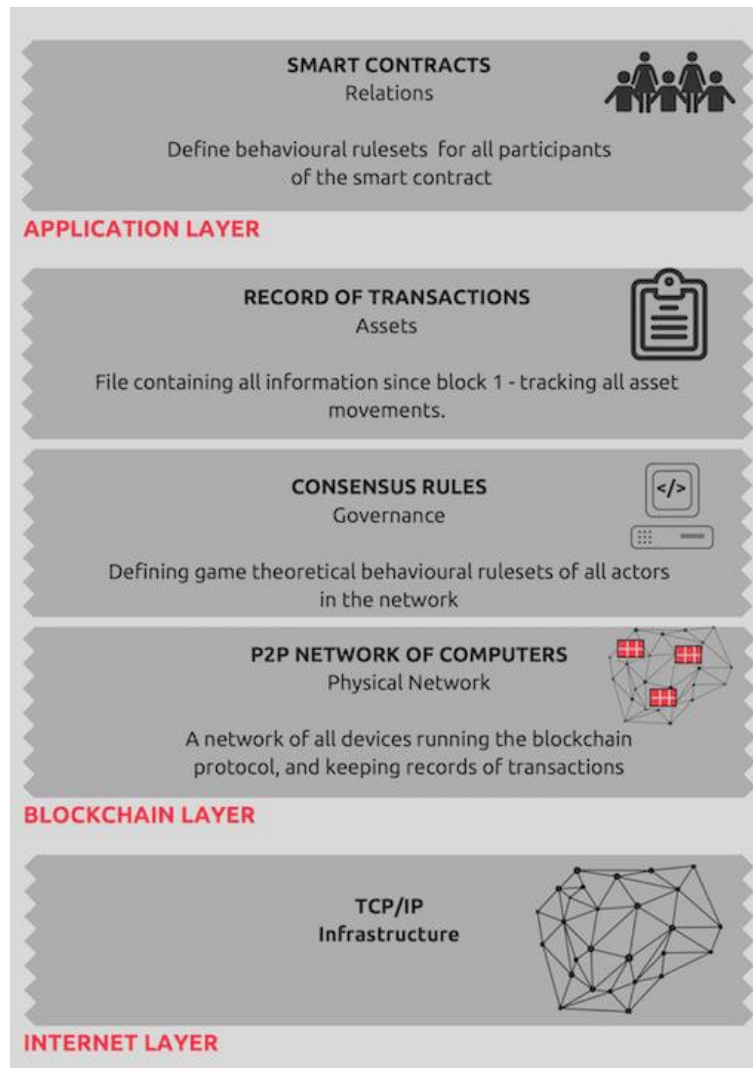 SMART CONTRACTS
Relations
Define behavioural rulesets for all participants
of the smart contract
APPLICATION LAYER
RECORD OF TRANSACTIONS
Assets
File containing all information since block 1 - tracking all asset
movements.
CONSENSUS RULES
Governance
</>
Defining game theoretical behavioural rulesets of all actors
in the network
P2P NETWORK OF COMPUTERS
Physical Network
A network of all devices running the blockchain
protocol, and keeping records of transactions
BLOCKCHAIN LAYER
TCP/IP
Infrastructure
INTERNET LAYER